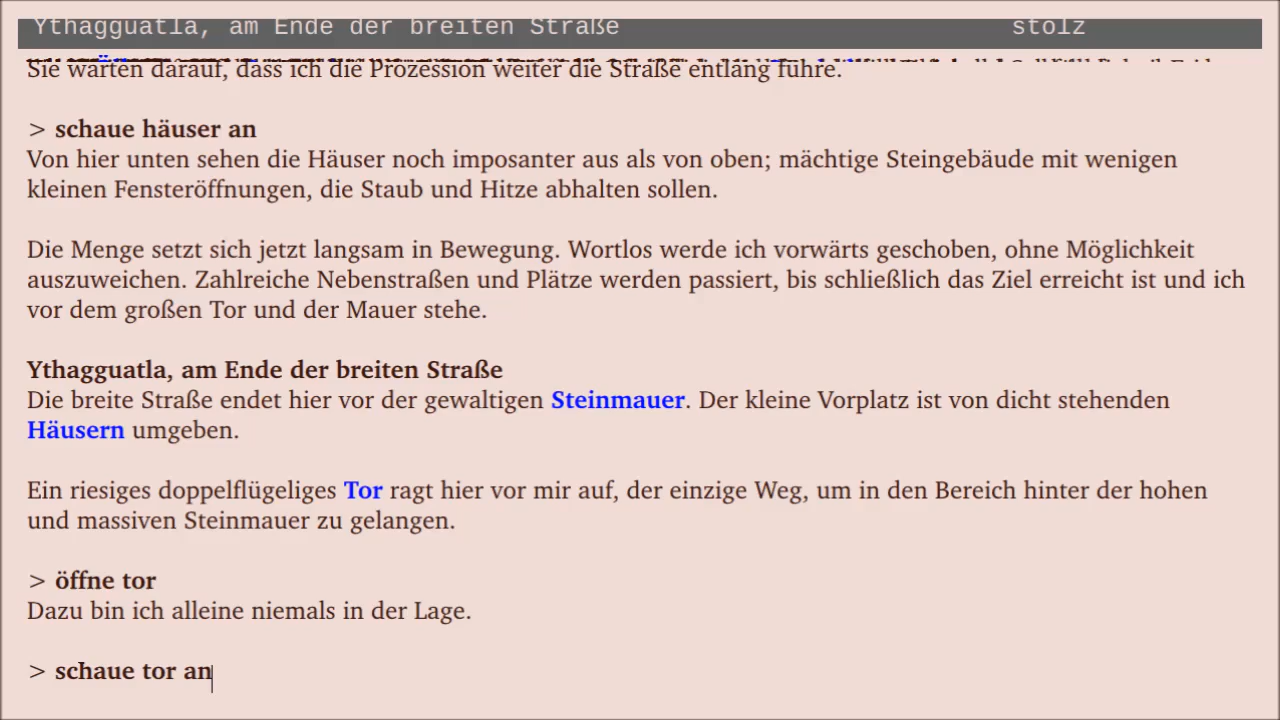 Ythagguatla, am Ende der breiten Straße stolz
Sie warten darauf, dass ich die Prozession weiter die Straße entlang führe.
> schaue häuser an
Von hier unten sehen die Häuser noch imposanter aus als von oben; mächtige Steingebäude mit wenigen
kleinen Fensteröffnungen, die Staub und Hitze abhalten sollen.
Die Menge setzt sich jetzt langsam in Bewegung. Wortlos werde ich vorwärts geschoben, ohne Möglichkeit
auszuweichen. Zahlreiche Nebenstraßen und Plätze werden passiert, bis schließlich das Ziel erreicht ist und ich
vor dem großen Tor und der Mauer stehe.
Ythagguatla, am Ende der breiten Straße
Die breite Straße endet hier vor der gewaltigen Steinmauer. Der kleine Vorplatz ist von dicht stehenden
Häusern umgeben.
Ein riesiges doppelflügeliges Tor ragt hier vor mir auf, der einzige Weg, um in den Bereich hinter der hohen
und massiven Steinmauer zu gelangen.
> öffne tor
Dazu bin ich alleine niemals in der Lage.
> schaue tor an